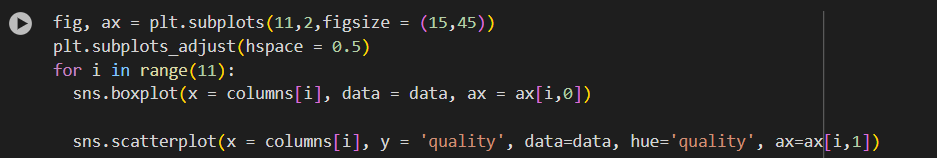 fig, ax = plt.subplots(11,2,figsize = (15,45))
plt.subplots_adjust(hspace = 0.5)
for i in range(11):
  sns.boxplot(x = columns[i], data = data, ax = ax[i,0])
  sns.scatterplot(x = columns[i], y = 'quality', data=data, hue='quality', ax=ax[i,1])